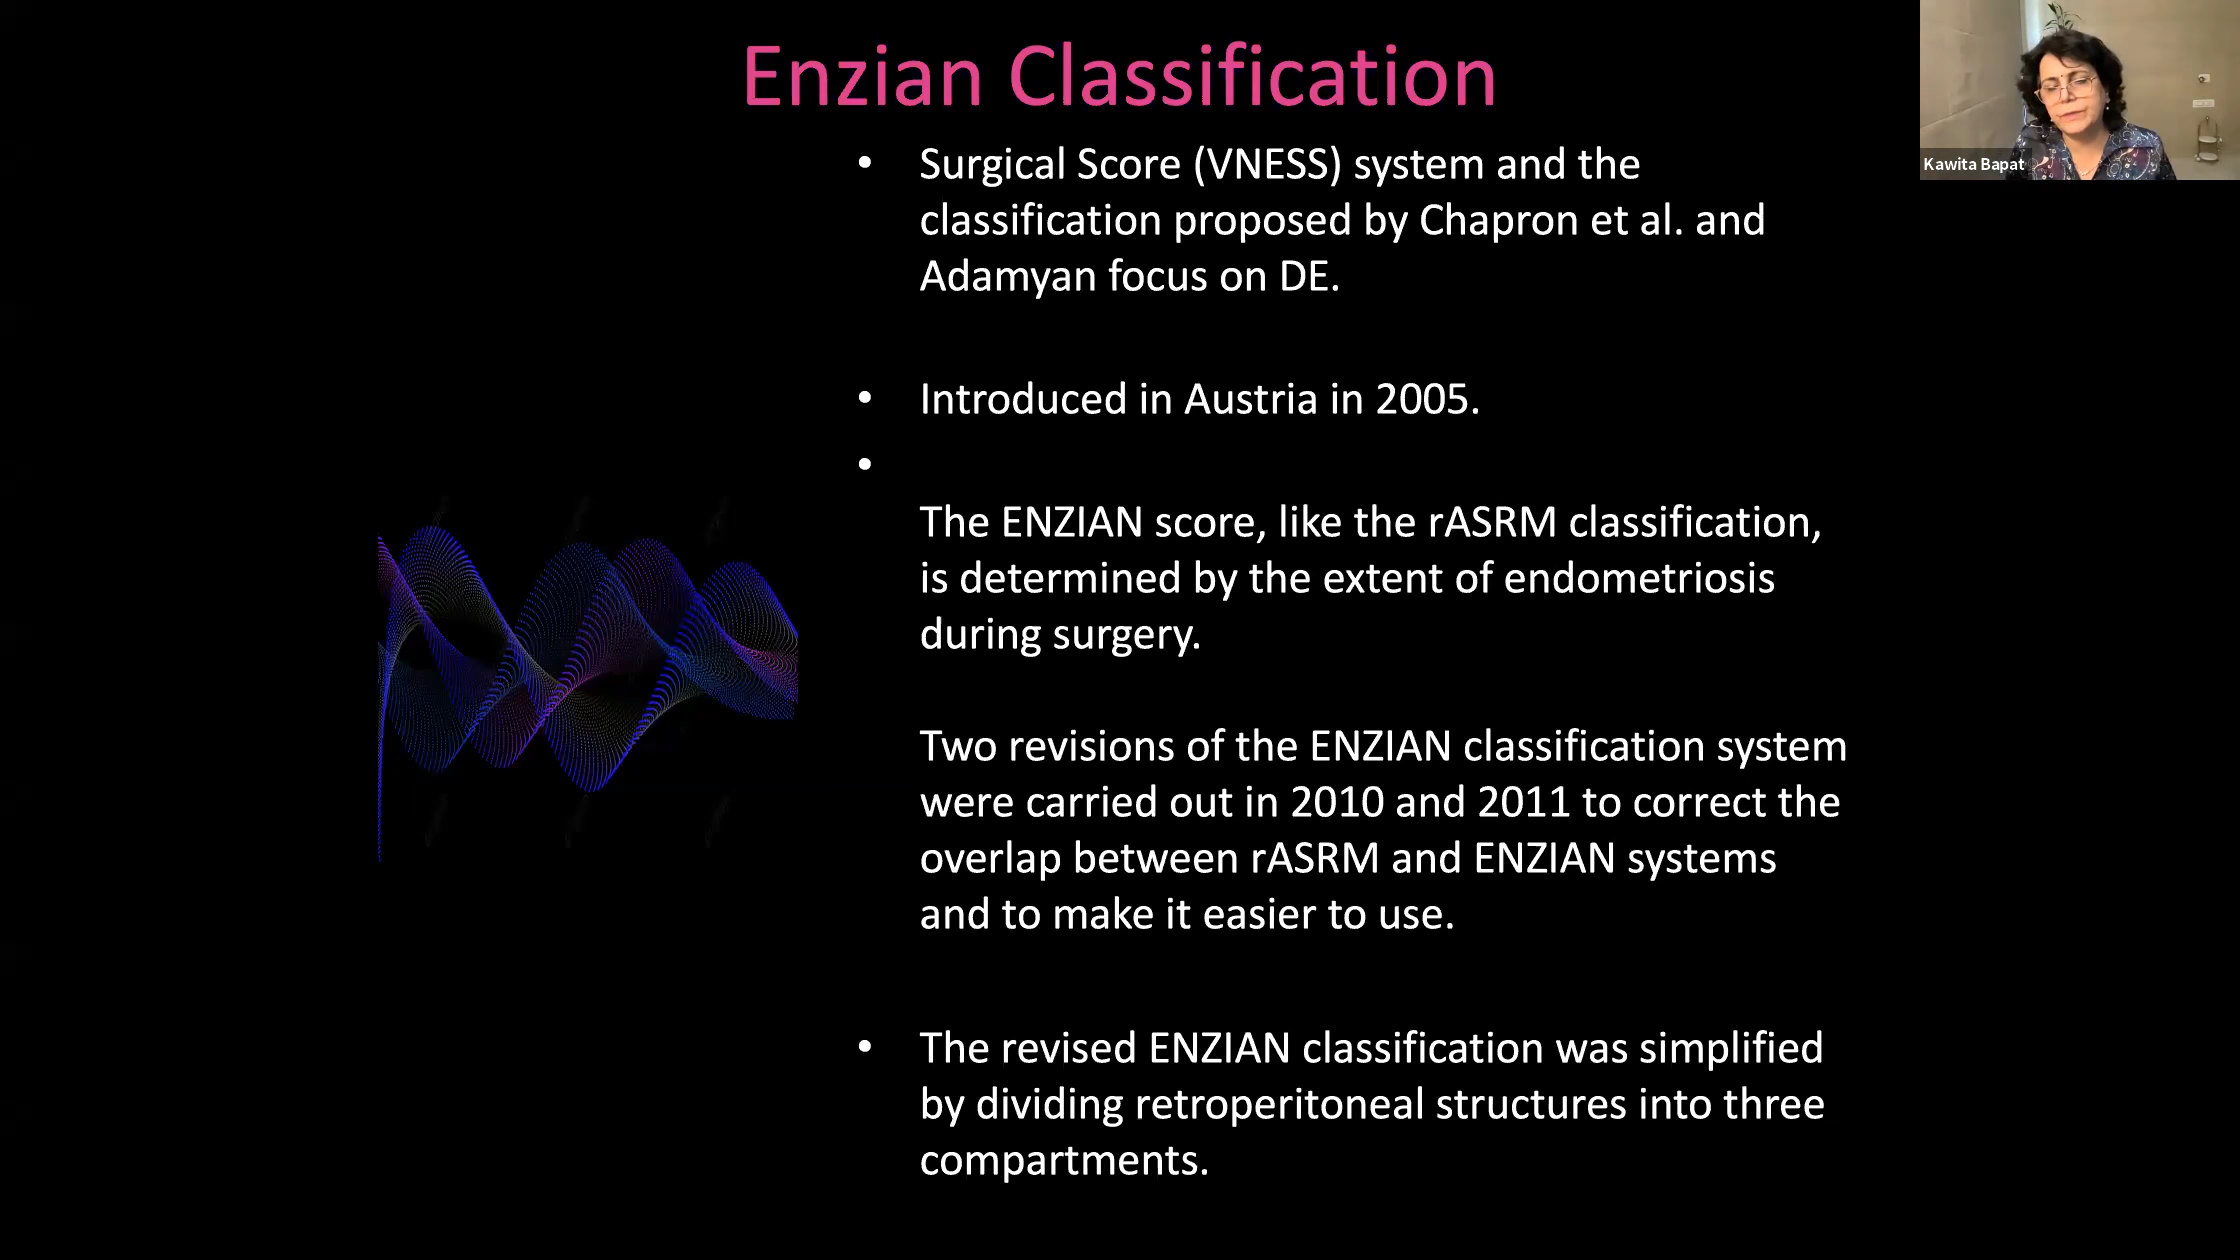 Enzian Classification
• Surgical Score (VNESS) system and the
classification proposed by Chapron et al. and
Adamyan focus on DE.
• Introduced in Austria in 2005.
•
The ENZIAN score, like the rASRM classification,
is determined by the extent of endometriosis
during surgery.
Two revisions of the ENZIAN classification system
were carried out in 2010 and 2011 to correct the
overlap between rASRM and ENZIAN systems
and to make it easier to use.
• The revised ENZIAN classification was simplified
by dividing retroperitoneal structures into three
compartments.
Kawita Bapat